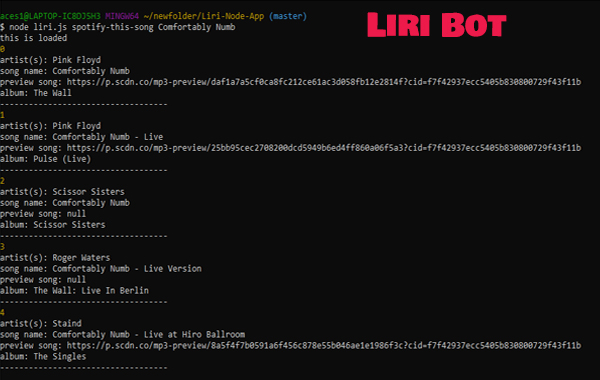 aces1@LAPTOP-IC8DJ5H3 MINGW64 ~/newfolder/Liri-Node-App (master)
LIRI BOT
$ node liri.js spotify-this-song Comfortably Numb
this is loaded
0
artist(s): Pink Floyd
song name: Comfortably Numb
preview song: https://p.scdn.co/mp3-preview/daf1a7a5cf0ca8fc212ce61ac3d058fb12e2814f?cid=f7f42937ecc5405b830800729f43f11b
album: The Wall
----------------------------------
1
artist(s): Pink Floyd
song name: Comfortably Numb - Live
preview song: https://p.scdn.co/mp3-preview/25bb95cec2708200dcd5949b6ed4ff860a06f5a3?cid=f7f42937ecc5405b830800729f43f11b
album: Pulse (Live)
----------------------------------
2
artist(s): Scissor Sisters
song name: Comfortably Numb
preview song: null
album: Scissor Sisters
----------------------------------
3
artist(s): Roger Waters
song name: Comfortably Numb - Live Version
preview song: null
album: The Wall: Live In Berlin
----------------------------------
4
artist(s): Staind
song name: Comfortably Numb - Live at Hiro Ballroom
preview song: https://p.scdn.co/mp3-preview/8a5f4f7b0591a6f456c878e55b046ae1e1986f3c?cid=f7f42937ecc5405b830800729f43f11b
album: The Singles
----------------------------------